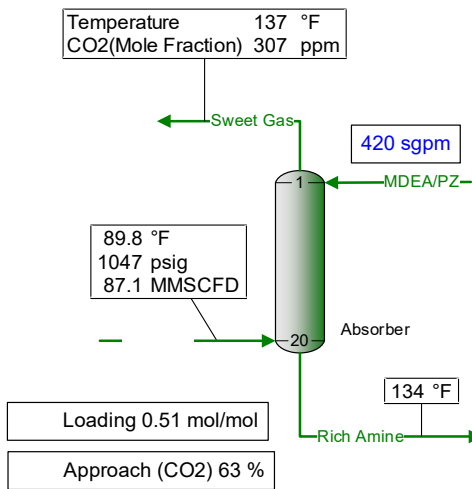 Temperature 137 °F
CO2(Mole Fraction) 307 ppm
Sweet Gas
420 sgpm
1
MDEA/PZ
89.8 °F
1047 psig
87.1 MMSCFD
20
Absorber
134 °F
Loading 0.51 mol/mol
Rich Amine
Approach (CO2) 63 %